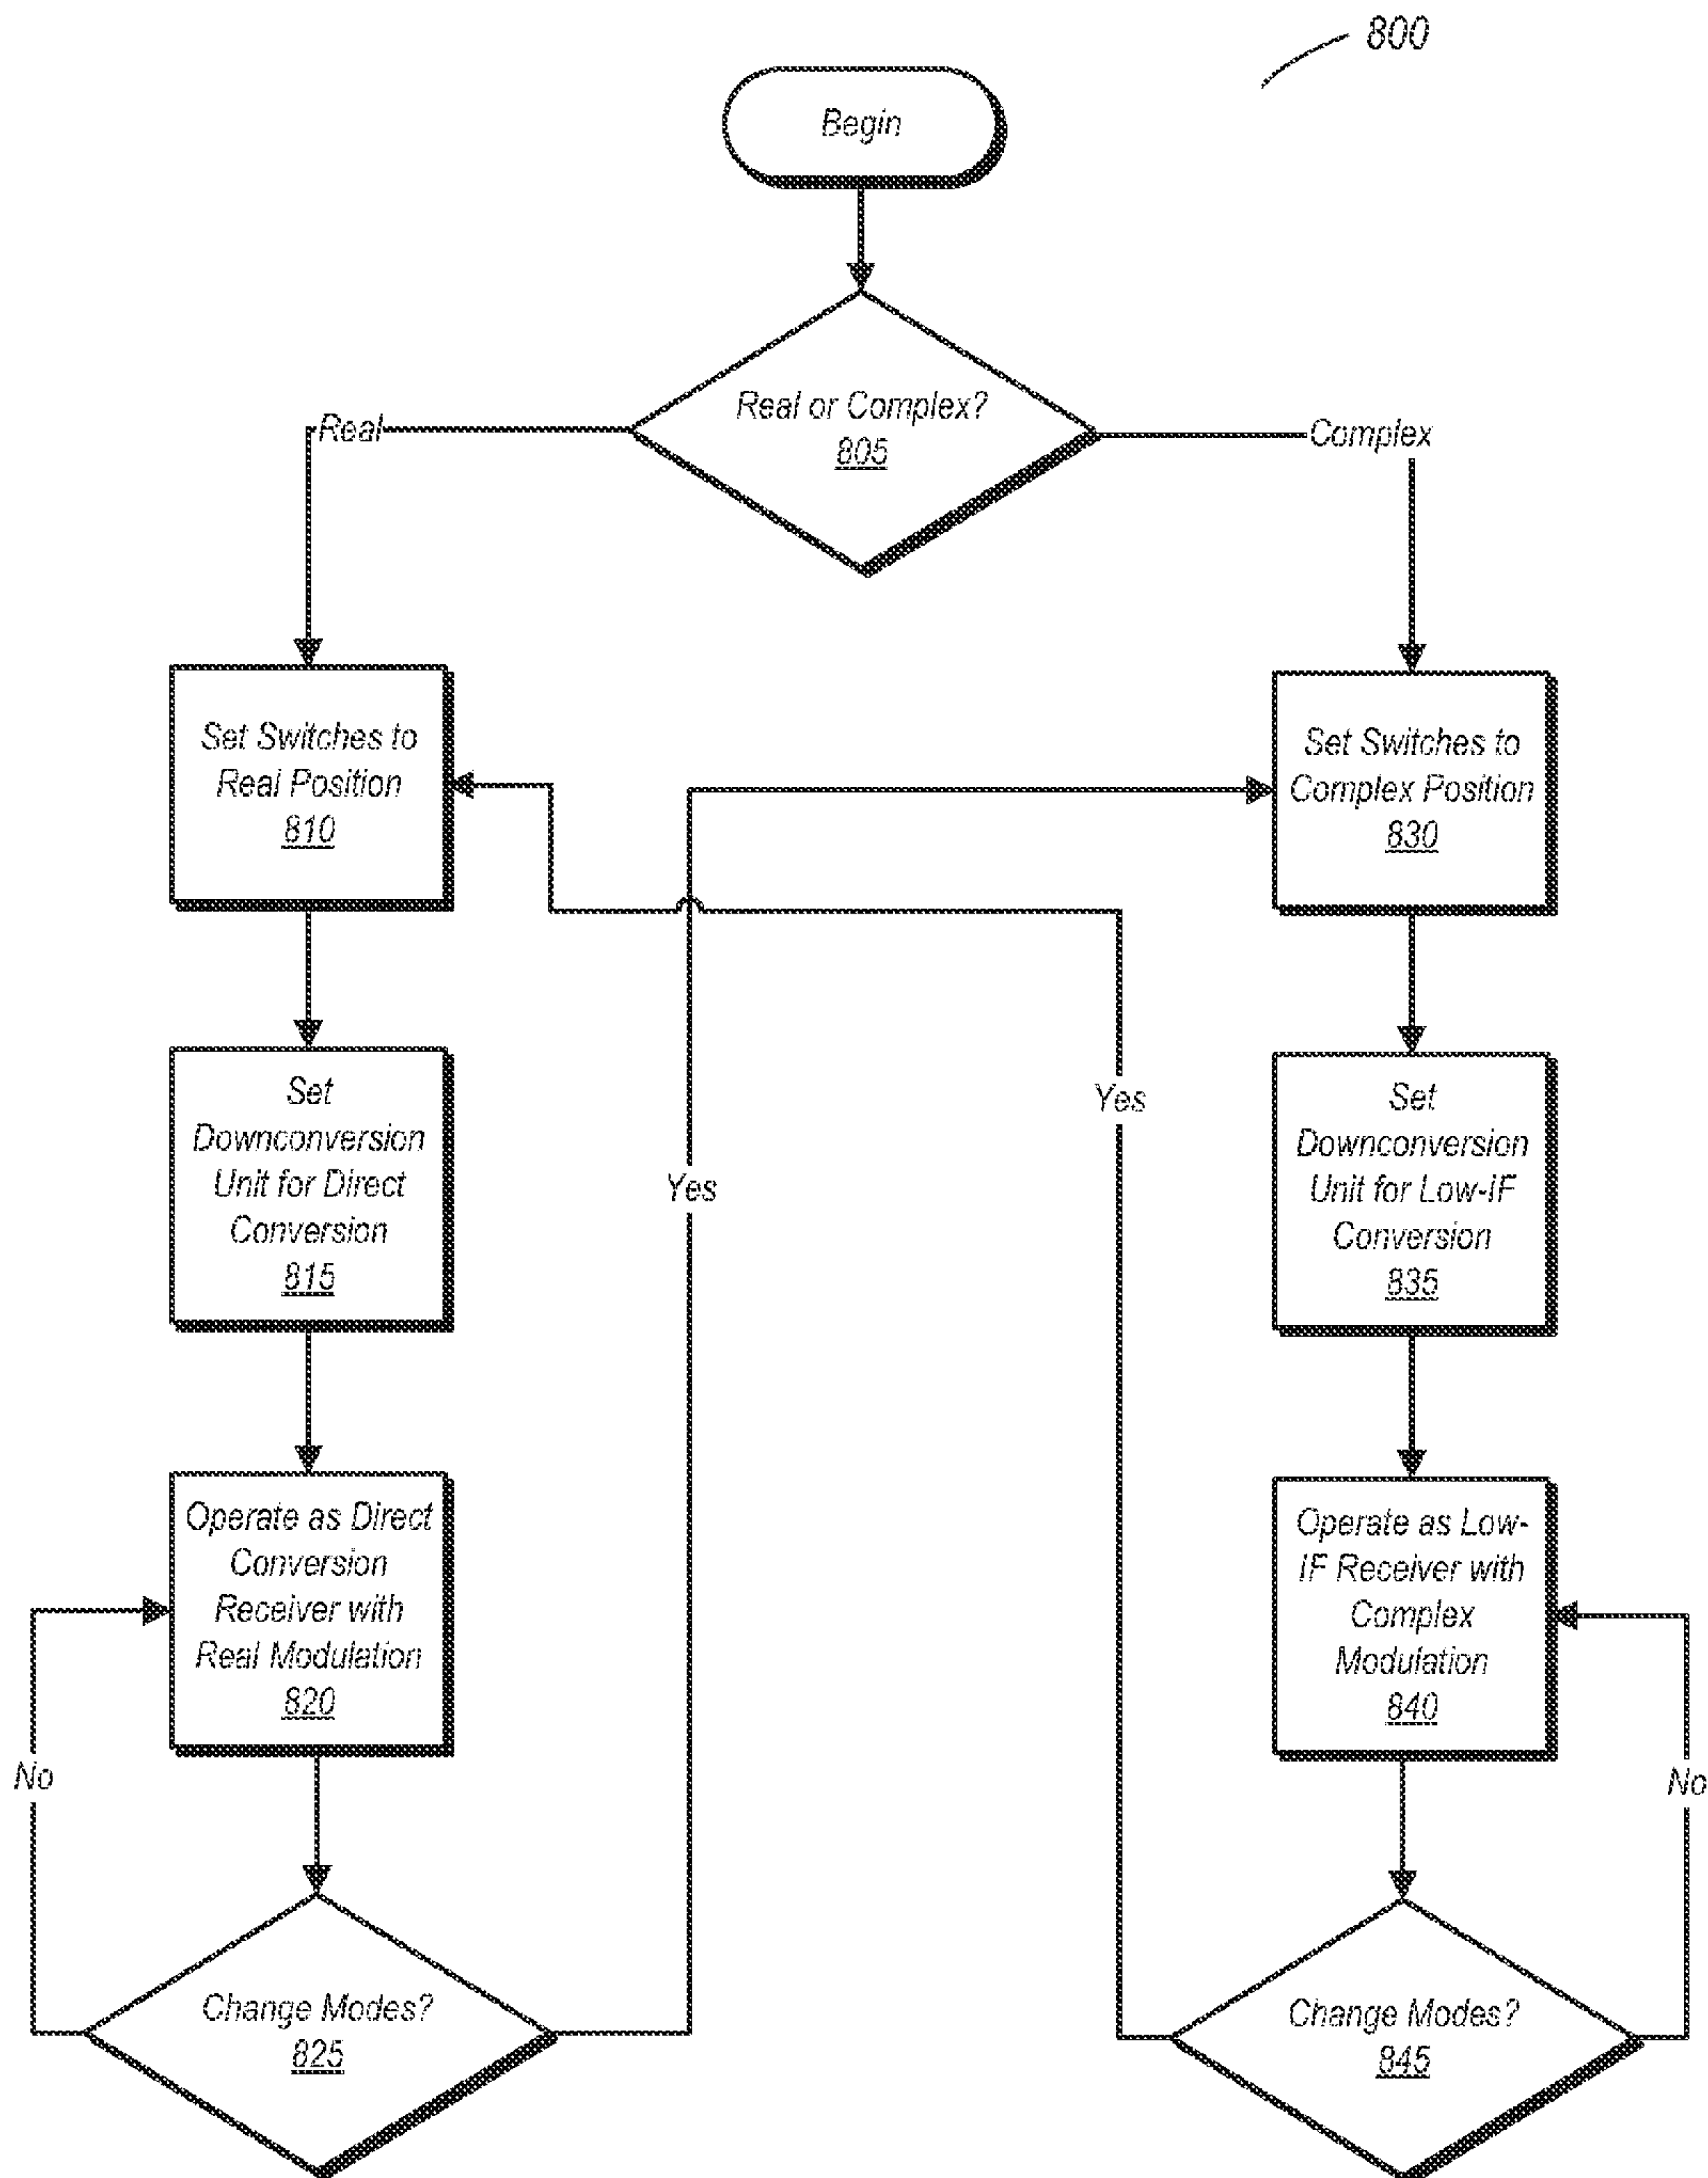 800
Begin
Real or Complex?
805
Real
Complex
Set Switches to
Real Position
810
Set Switches to
Complex Position
830
Set
Downconversion
Unit for Direct
Conversion
815
Yes
Yes
Set
Downconversion
Unit for Low-IF
Conversion
835
Operate as Direct
Conversion
Receiver with
Real Modulation
820
Operate as Low-
IF Receiver with
Complex
Modulation
840
No
No
Change Modes?
825
Change Modes?
845